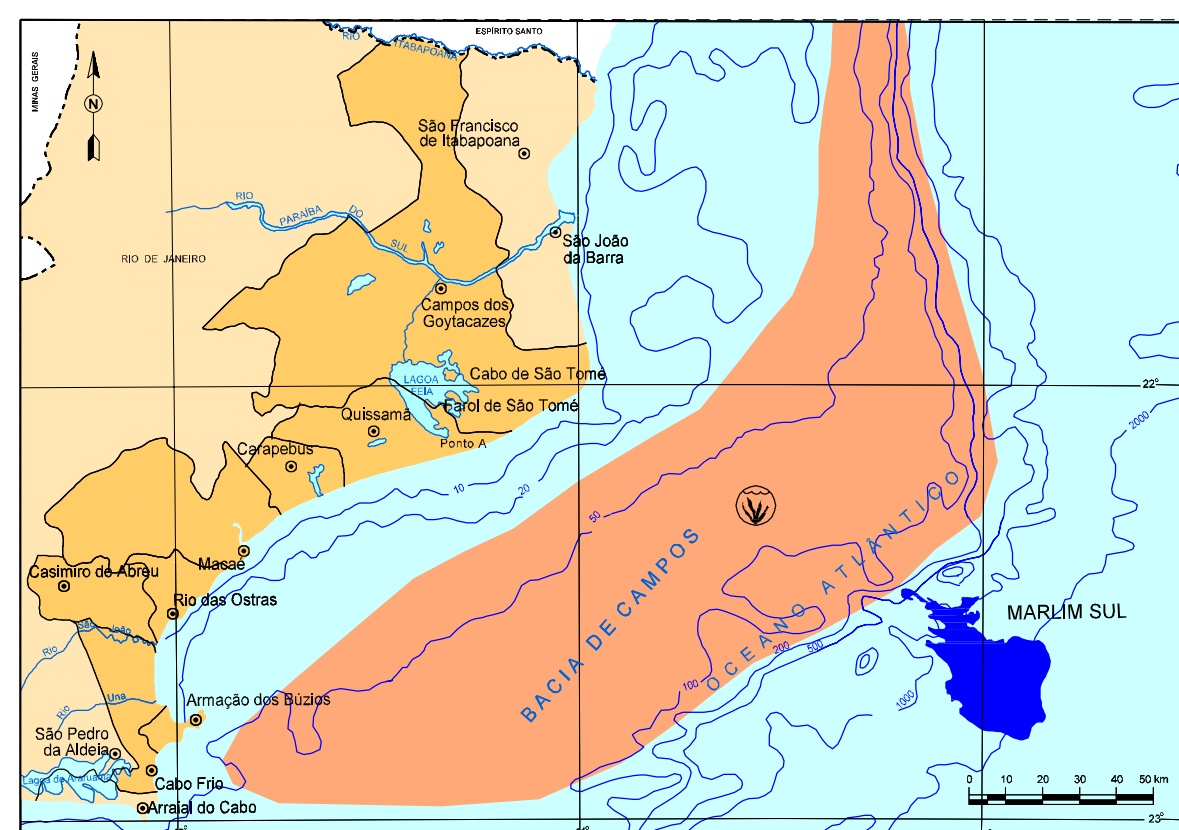 ESPÍRITO SANTO
RIO
ITABAPOANA
MINAS GERAIS
N
São Francisco
de Itabapoana
RIO
PARAÍBA
DO
SUL
RIO DE JANEIRO
São João
da Barra
Campos dos
Goytacazes
LAGOA
FEIA
Cabo de São Tomé
22°
Farol de São Tomé
Quissamã
Ponto A
Carapebus
2000
10
20
50
BACIA DE CAMPOS
OCEANO ATLÂNTICO
Macaé
Casimiro de Abreu
Rio das Ostras
MARLIM SUL
Rio
São João
200
500
100
1000
Rio
Una
Armação dos Búzios
São Pedro
da Aldeia
Lagoa de Araruama
Cabo Frio
Arraial do Cabo
0 10 20 30 40 50 km
23°